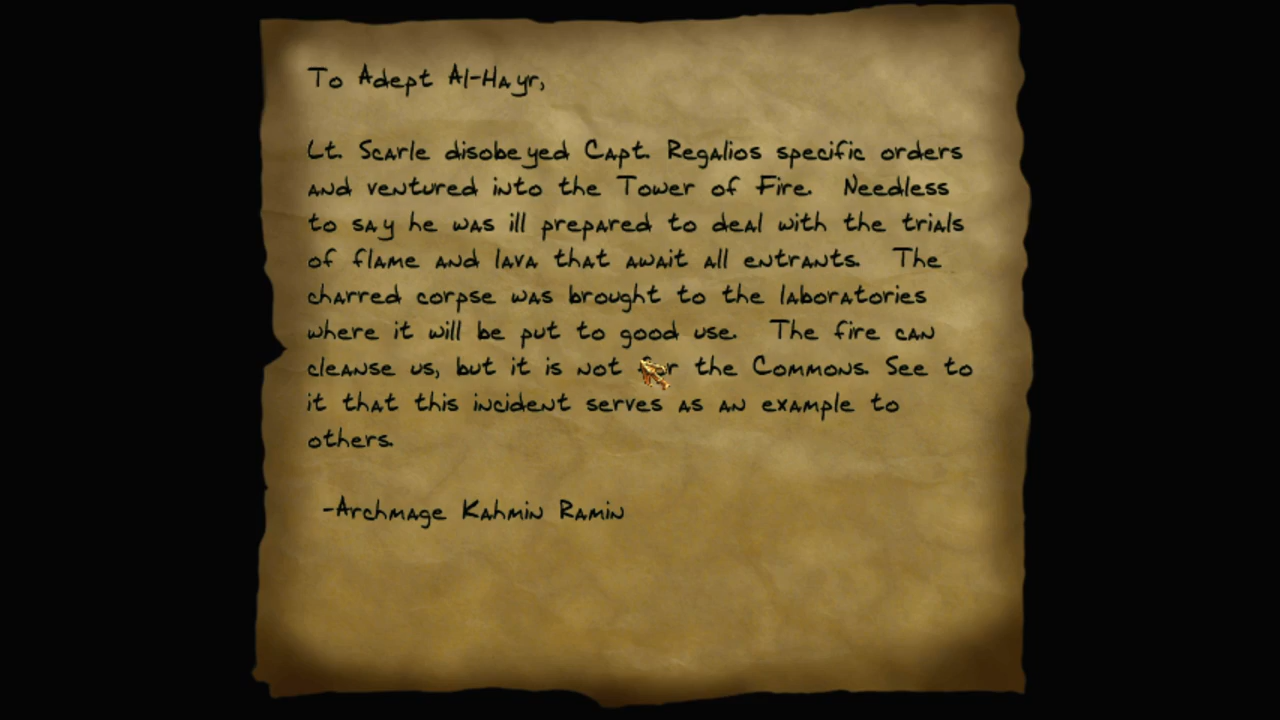 To Adept Al-Hayr,
Lt. Scarle disobeyed Capt. Regalios specific orders
and ventured into the Tower of Fire. Needless
to say he was ill prepared to deal with the trials
of flame and lava that await all entrants. The
charred corpse was brought to the laboratories
where it will be put to good use. The fire can
cleanse us, but it is not for the Commons. See to
it that this incident serves as an example to
others.
-Archmage Kahmin Ramin